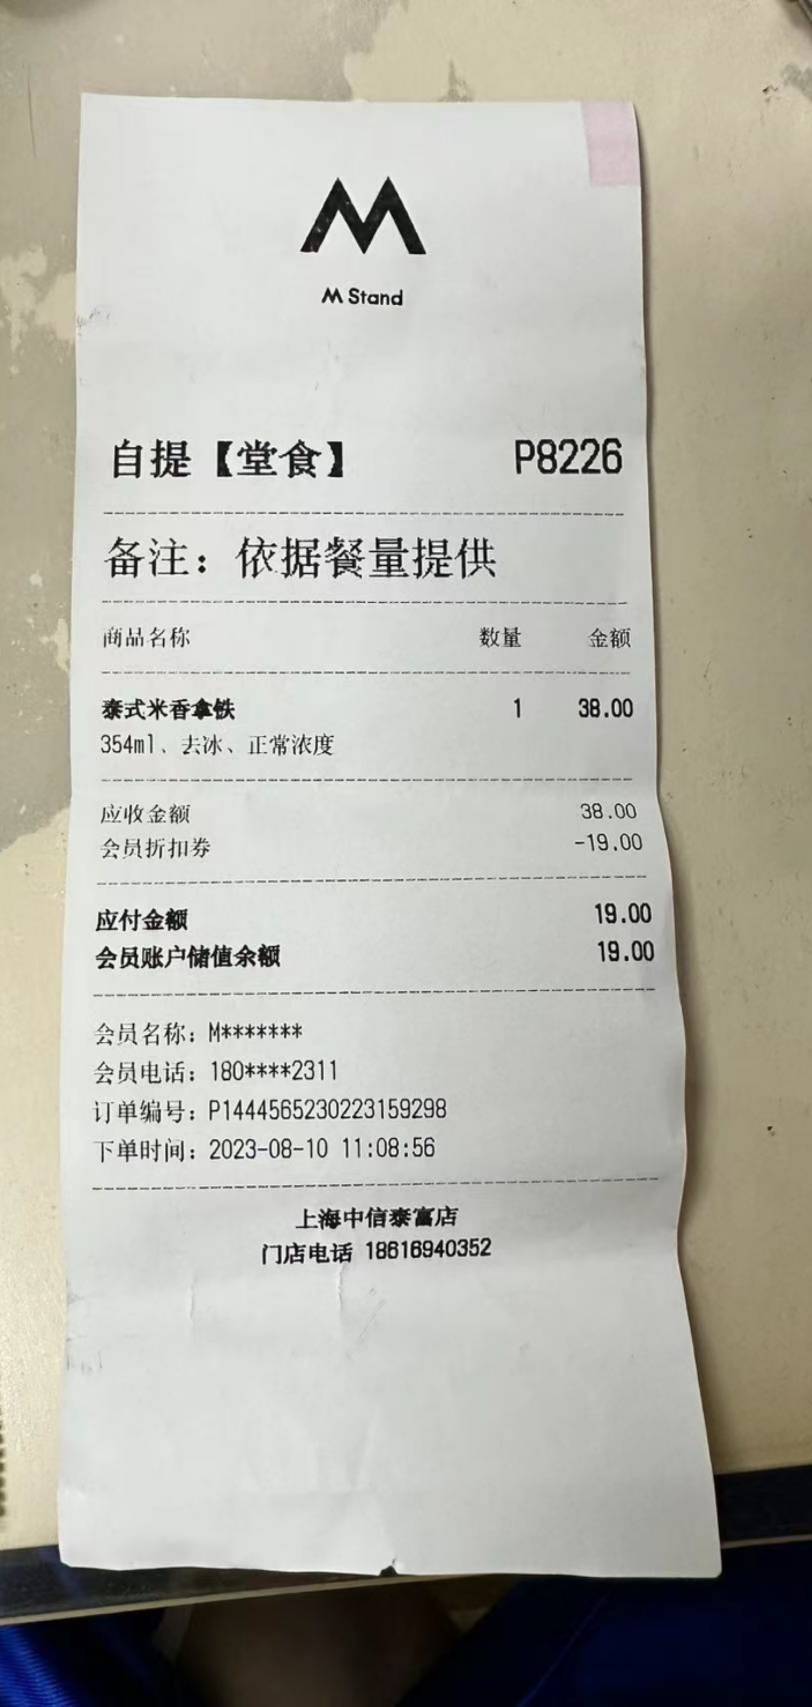 M Stand
自提【堂食】 P8226
备注：依据餐量提供
商品名称 数量 金额
泰式米香拿铁 1 38.00
354ml、去冰、正常浓度
应收金额 38.00
会员折扣券 -19.00
应付金额 19.00
会员账户储值余额 19.00
会员名称：M*******
会员电话：180****2311
订单编号：P1444565230223159298
下单时间：2023-08-10 11:08:56
上海中信泰富店
门店电话 18616940352